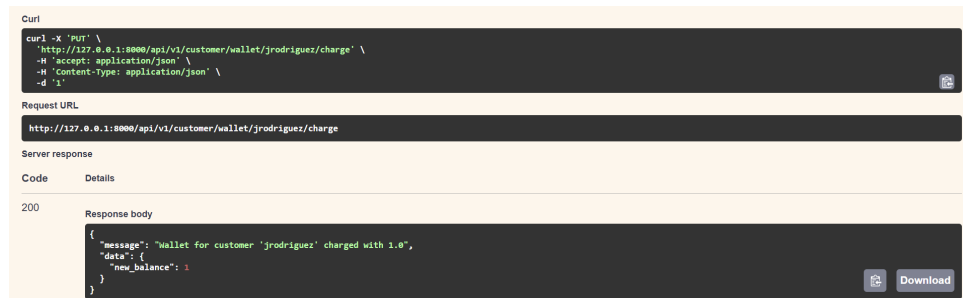 Curl
curl -X 'PUT' \
  'http://127.0.0.1:8000/api/v1/customer/wallet/jrodriguez/charge' \
  -H 'accept: application/json' \
  -H 'Content-Type: application/json' \
  -d '1'
Request URL
http://127.0.0.1:8000/api/v1/customer/wallet/jrodriguez/charge
Server response
Code Details
200
Response body
{
  "message": "Wallet for customer 'jrodriguez' charged with 1.0",
  "data": {
    "new_balance": 1
  }
}
Download